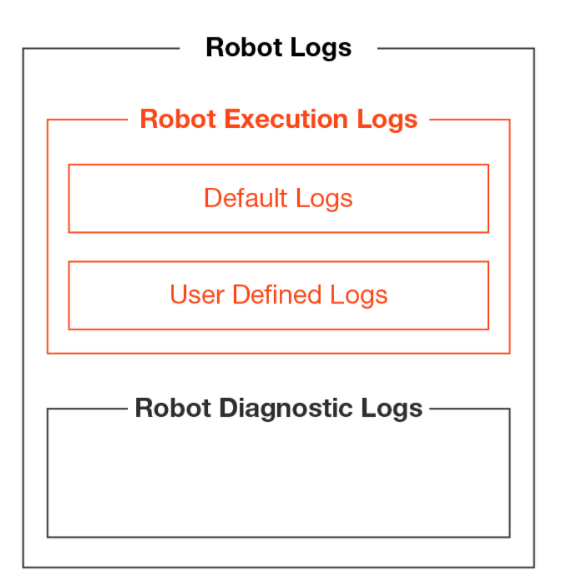 Robot Logs
Robot Execution Logs
Default Logs
User Defined Logs
Robot Diagnostic Logs